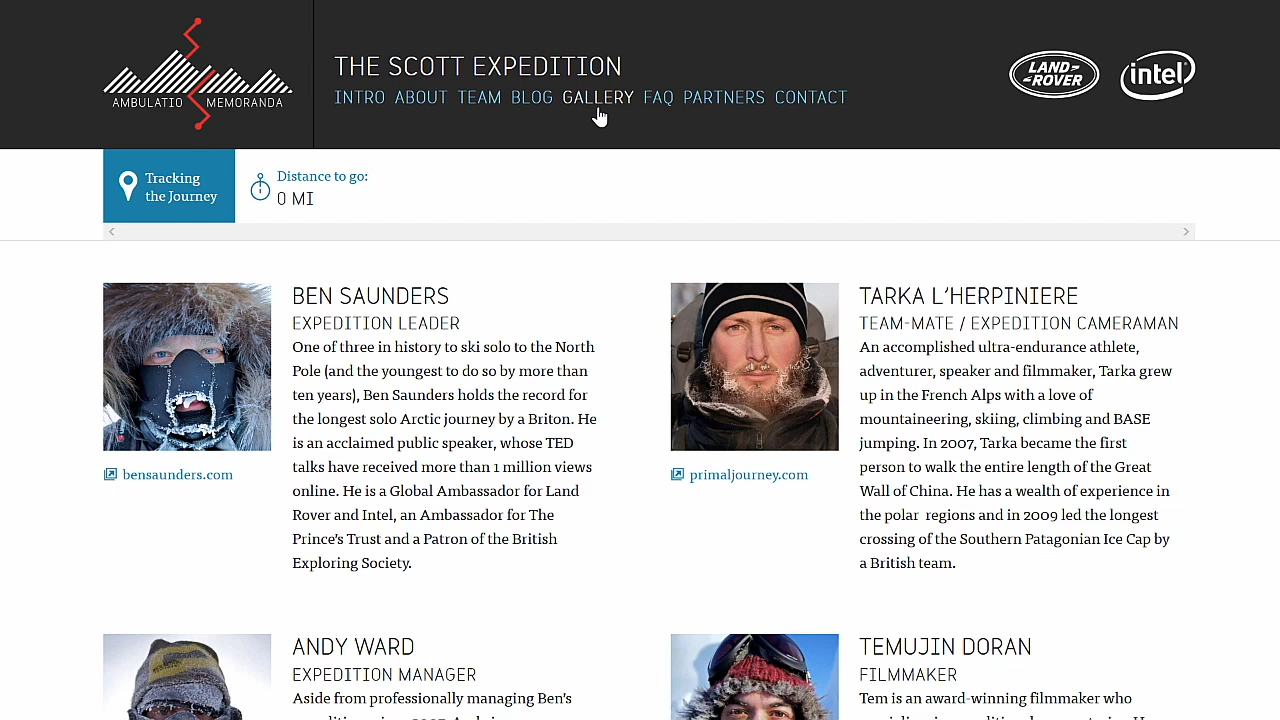 AMBULATIO MEMORANDA
THE SCOTT EXPEDITION
INTRO ABOUT TEAM BLOG GALLERY FAQ PARTNERS CONTACT
LAND-
-ROVER
intel
Tracking
the Journey
Distance to go:
0 MI
BEN SAUNDERS
EXPEDITION LEADER
One of three in history to ski solo to the North
Pole (and the youngest to do so by more than
ten years), Ben Saunders holds the record for
the longest solo Arctic journey by a Briton. He
is an acclaimed public speaker, whose TED
talks have received more than 1 million views
online. He is a Global Ambassador for Land
Rover and Intel, an Ambassador for The
Prince's Trust and a Patron of the British
Exploring Society.
bensaunders.com
TARKA L'HERPINIERE
TEAM-MATE / EXPEDITION CAMERAMAN
An accomplished ultra-endurance athlete,
adventurer, speaker and filmmaker, Tarka grew
up in the French Alps with a love of
mountaineering, skiing, climbing and BASE
jumping. In 2007, Tarka became the first
person to walk the entire length of the Great
Wall of China. He has a wealth of experience in
the polar regions and in 2009 led the longest
crossing of the Southern Patagonian Ice Cap by
a British team.
primaljourney.com
ANDY WARD
EXPEDITION MANAGER
Aside from professionally managing Ben's
TEMUJIN DORAN
FILMMAKER
Tem is an award-winning filmmaker who